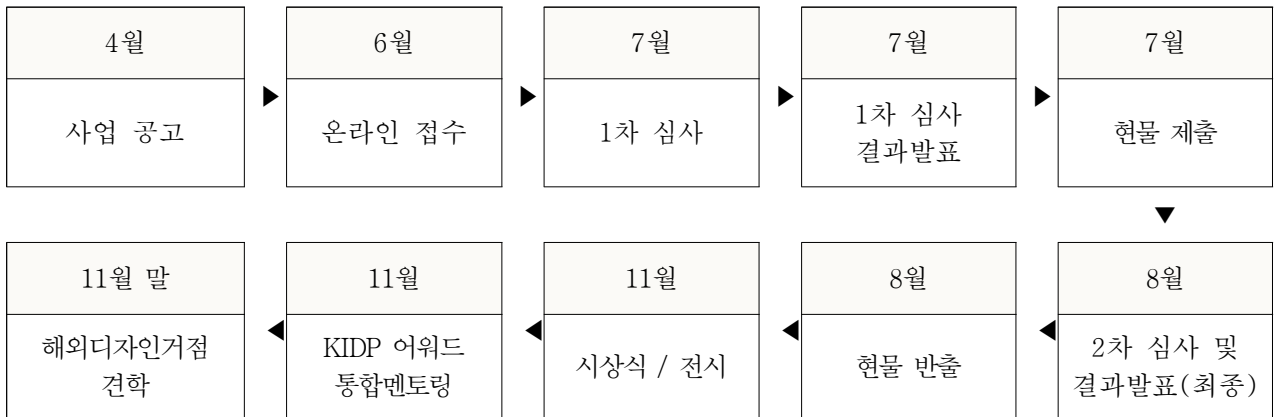 4월
사업 공고
6월
온라인 접수
7월
1차 심사
7월
1차 심사
결과발표
7월
현물 제출
8월
2차 심사 및
결과발표(최종)
8월
현물 반출
11월
시상식 / 전시
11월
KIDP 어워드
통합멘토링
11월 말
해외디자인거점
견학